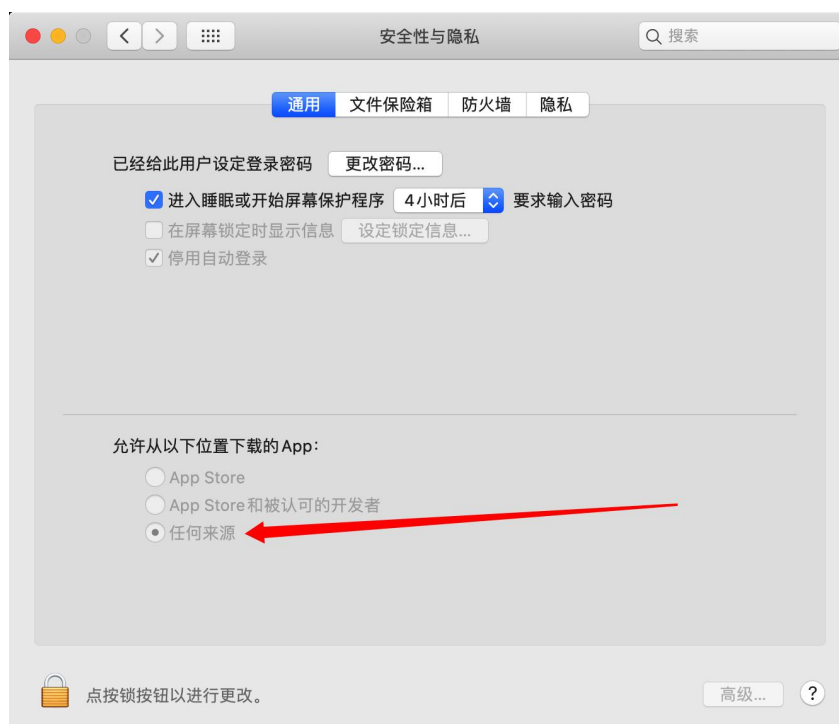 安全性与隐私
搜索
通用 文件保险箱 防火墙 隐私
已经给此用户设定登录密码 更改密码...
进入睡眠或开始屏幕保护程序 4小时后 要求输入密码
在屏幕锁定时显示信息 设定锁定信息...
停用自动登录
允许从以下位置下载的App:
App Store
App Store和被认可的开发者
任何来源
点按锁按钮以进行更改。
高级... ?